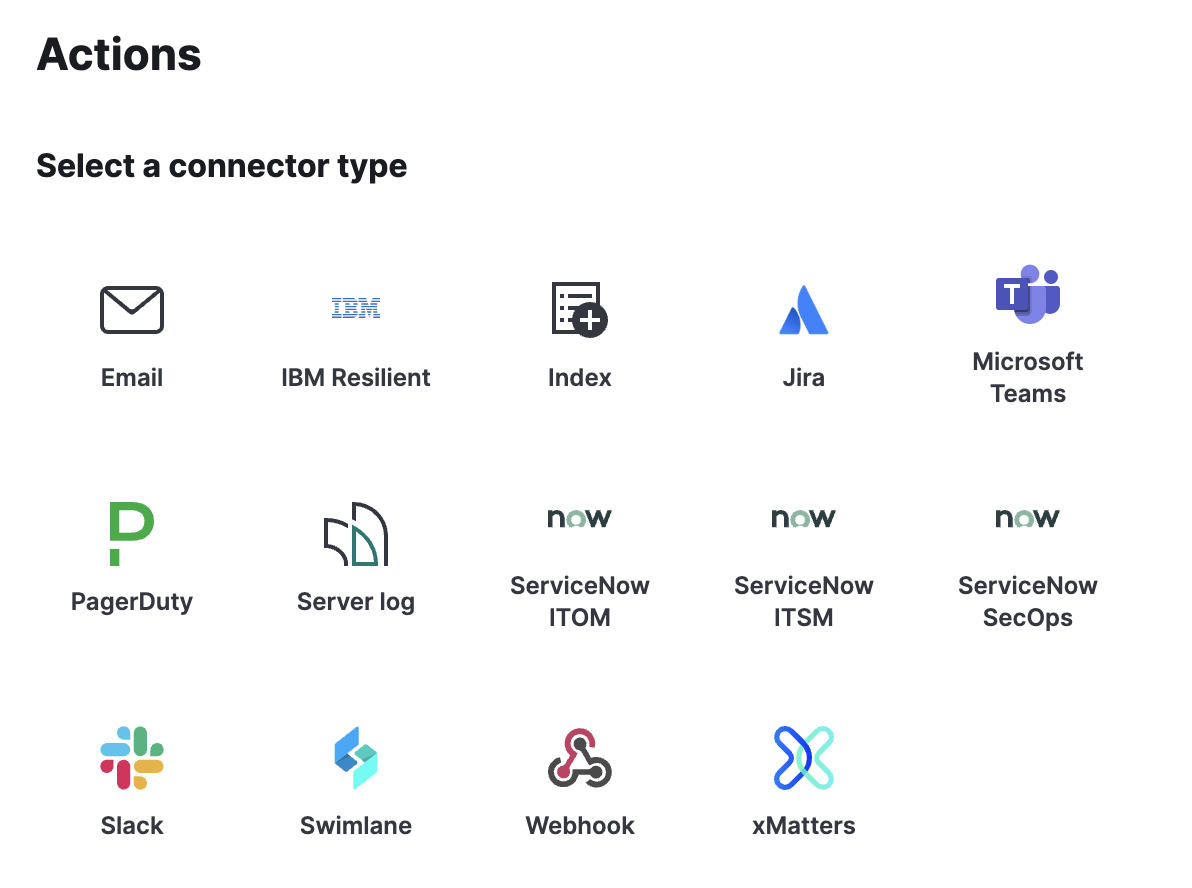 Actions
Select a connector type
IBM
T
Email
IBM Resilient
Index
Jira
Microsoft
Teams
P
now
now
now
PagerDuty
Server log
ServiceNow
ITOM
ServiceNow
ITSM
ServiceNow
SecOps
Slack
Swimlane
Webhook
xMatters